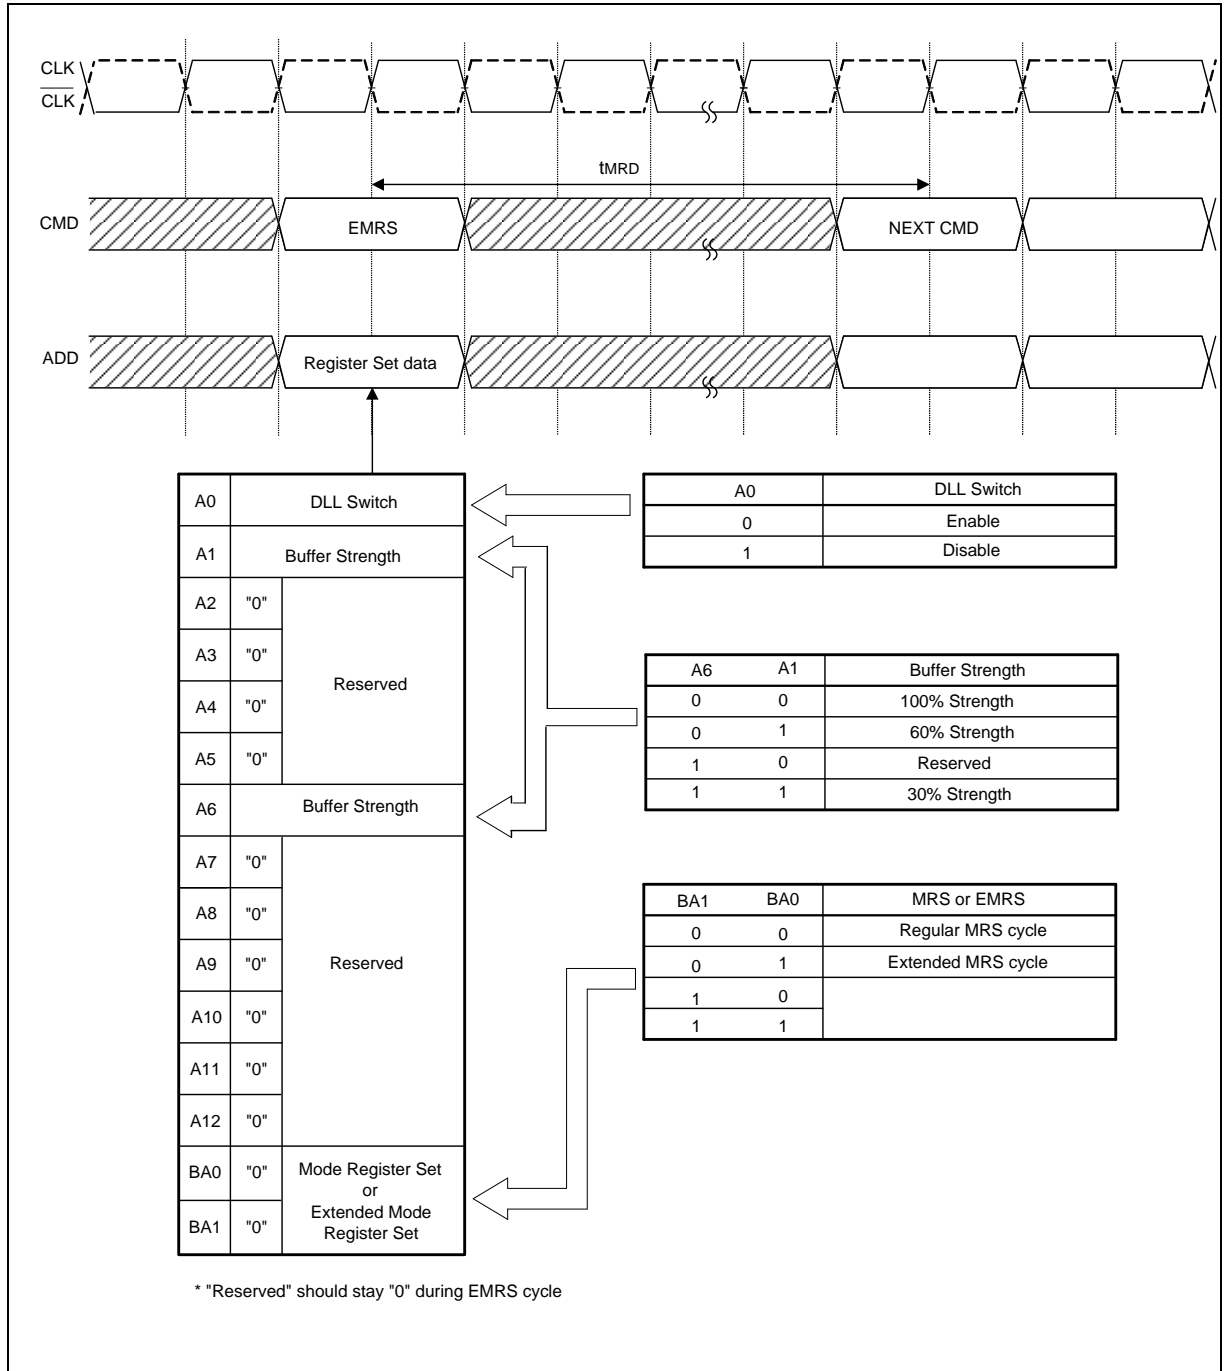 CLK
CLK
tMRD
CMD EMRS NEXT CMD
ADD Register Set data
A0 DLL Switch
A1 Buffer Strength
A2 "0"
A3 "0"
Reserved
A4 "0"
A5 "0"
A6 Buffer Strength
A7 "0"
A8 "0"
A9 "0" Reserved
A10 "0"
A11 "0"
A12 "0"
BA0 "0"
BA1 "0"
Mode Register Set
or
Extended Mode
Register Set
A0 DLL Switch
0 Enable
1 Disable
A6 A1 Buffer Strength
0 0 100% Strength
0 1 60% Strength
1 0 Reserved
1 1 30% Strength
BA1 BA0 MRS or EMRS
0 0 Regular MRS cycle
0 1 Extended MRS cycle
1 0
1 1
* "Reserved" should stay "0" during EMRS cycle